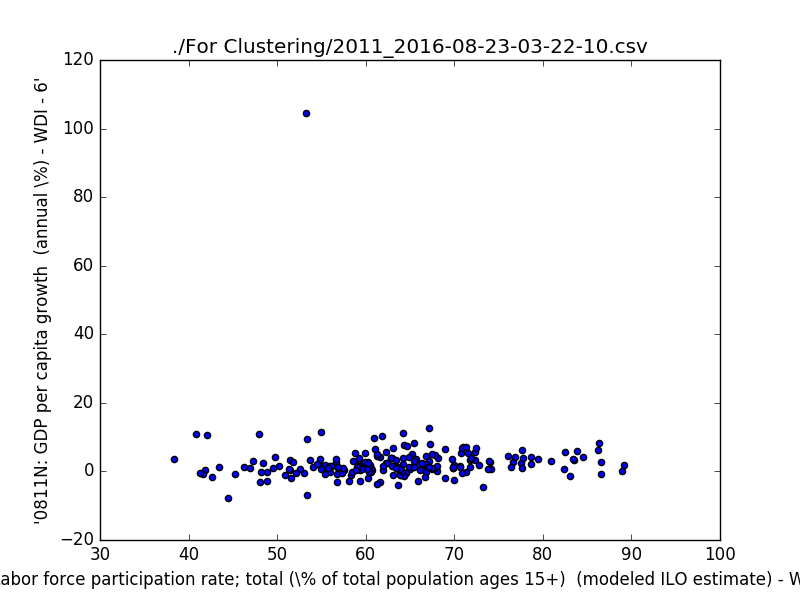 ./For Clustering/2011_2016-08-23-03-22-10.csv
'0811N: GDP per capita growth  (annual \%) - WDI - 6'
120
100
80
60
40
20
0
−20
30 40 50 60 70 80 90 100
abor force participation rate; total (\% of total population ages 15+)  (modeled ILO estimate) - W